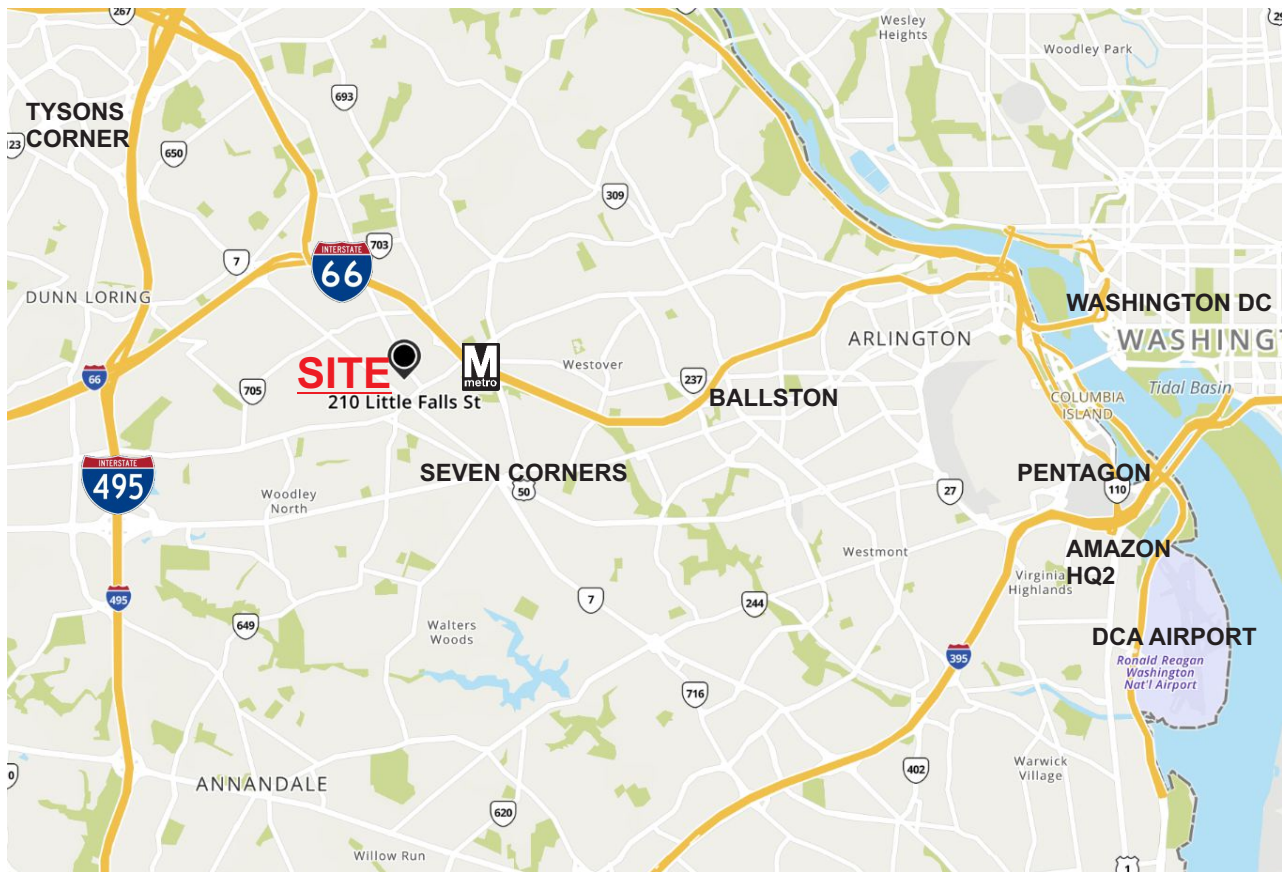 267
Wesley
Heights
Woodley Park
29
693
TYSONS
CORNER
123
650
309
7
703
INTERSTATE
66
DUNN LORING
WASHINGTON DC
ARLINGTON
WASHINGT
M
metro
Westover
SITE
210 Little Falls St
66
705
237
BALLSTON
Tidal Basin
COLUMBIA
ISLAND
INTERSTATE
495
SEVEN CORNERS
50
Woodley
North
PENTAGON
110
27
AMAZON
HQ2
Westmont
Virginia
Highlands
495
7
244
649
Walters
Woods
DCA AIRPORT
Ronald Reagan
Washington
Nat'l Airport
395
716
402
Warwick
Village
0
ANNANDALE
620
Willow Run
1